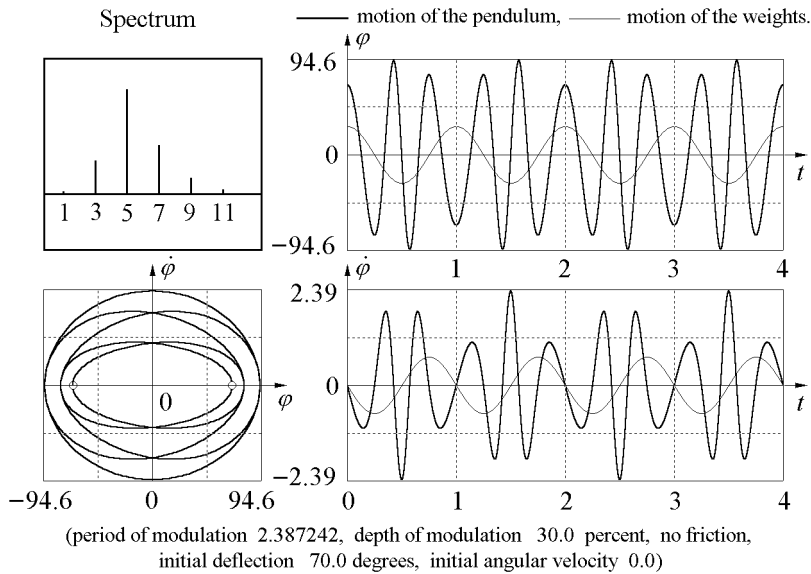 Spectrum
motion of the pendulum, motion of the weights.
φ
94.6
0
−94.6
t
1 2 3 4
1 3 5 7 9 11
φ̇
0
φ
−94.6 0 94.6
φ̇
2.39
0
−2.39
t
0 1 2 3 4
(period of modulation 2.387242, depth of modulation 30.0 percent, no friction,
initial deflection 70.0 degrees, initial angular velocity 0.0)